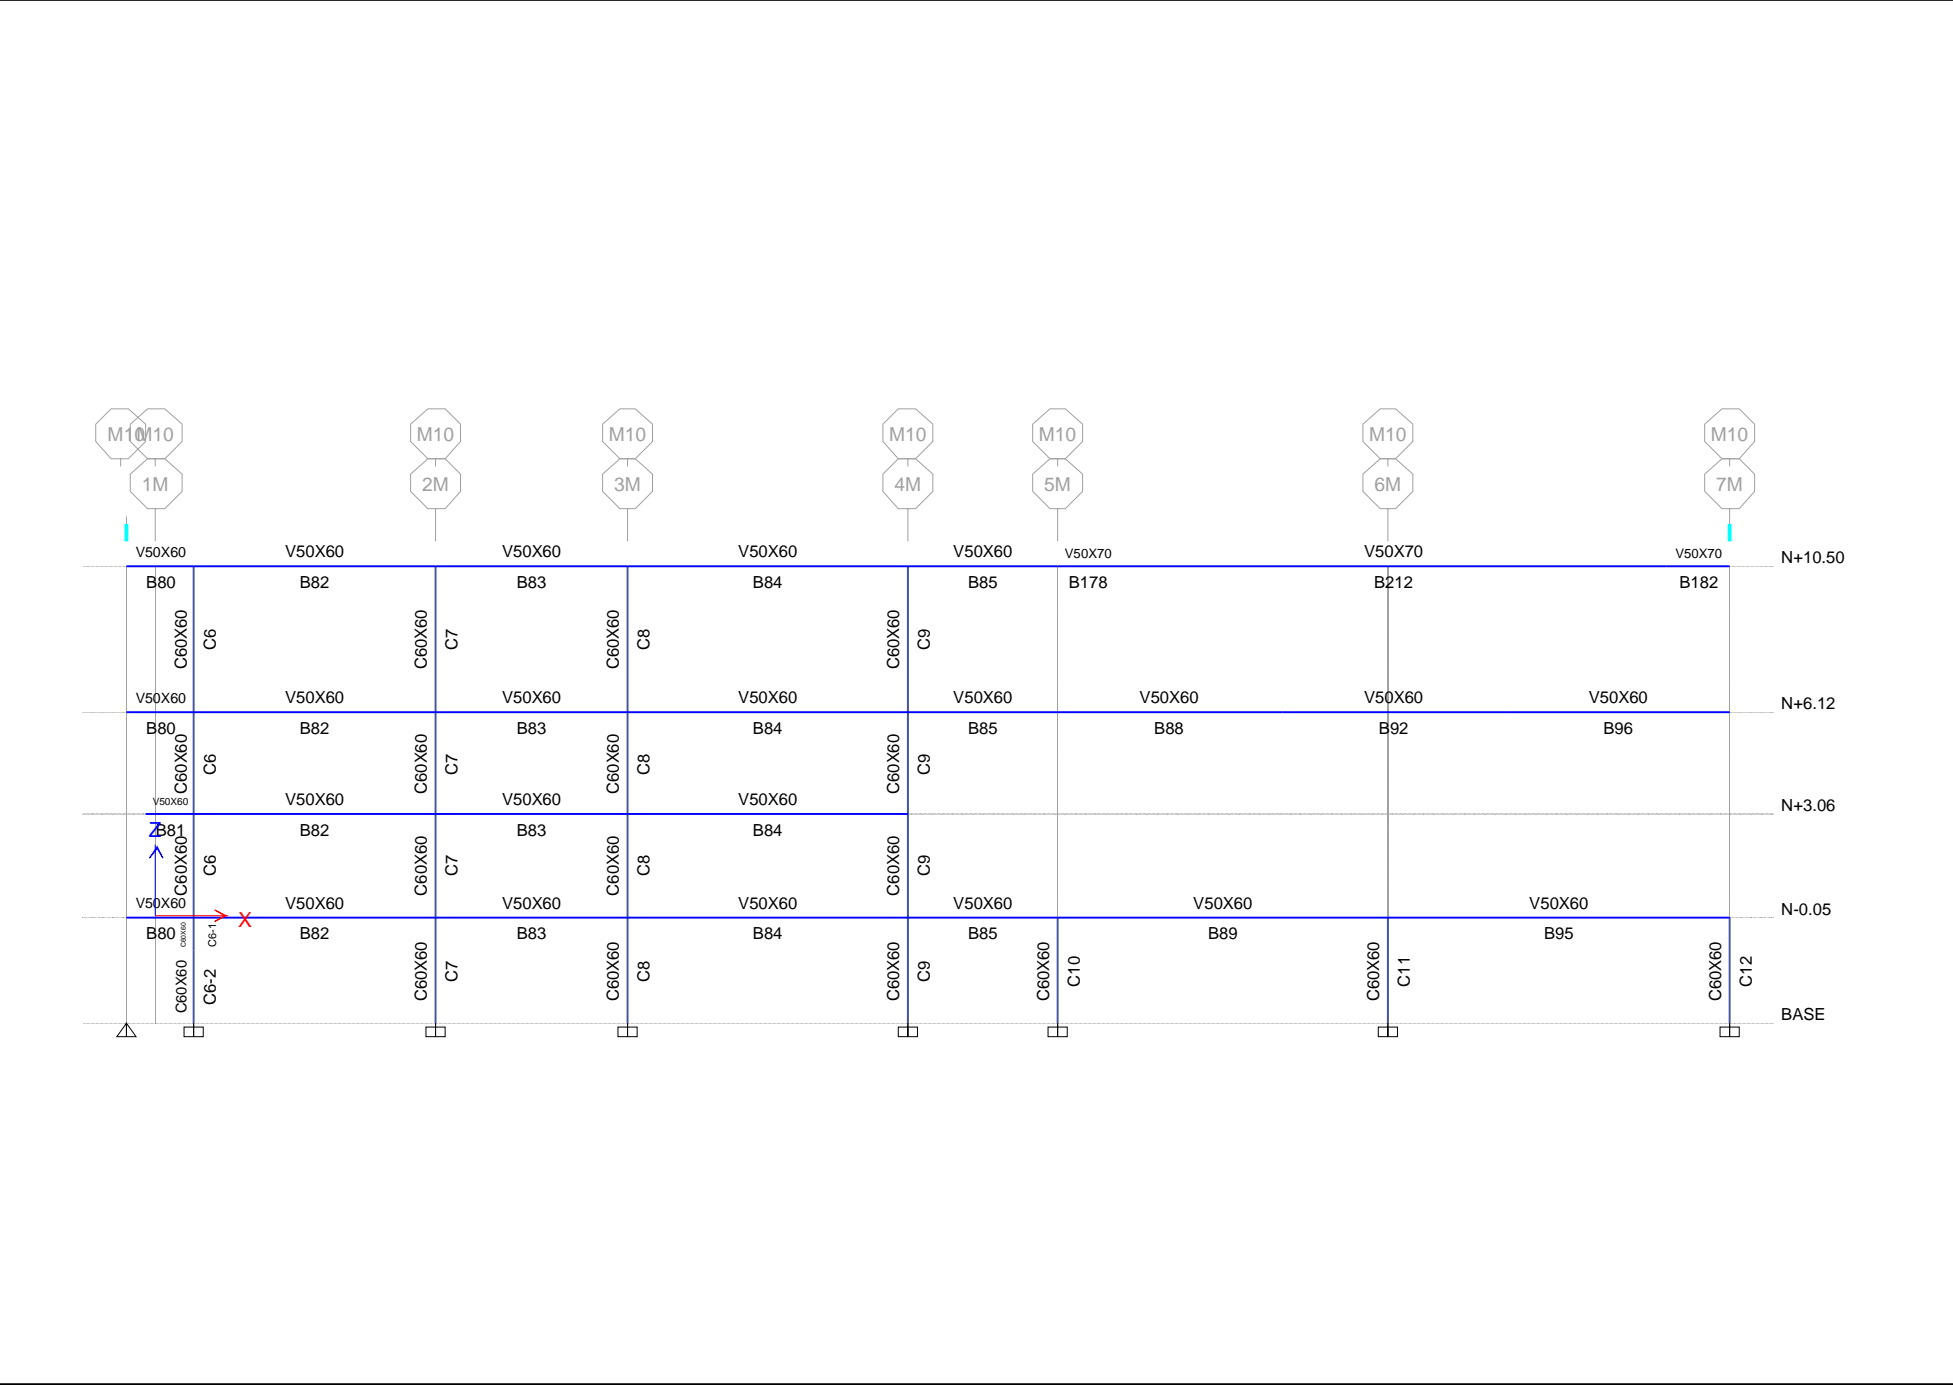 M10 M10 M10 M10 M10 M10 M10 M10
1M 2M 3M 4M 5M 6M 7M
V50X60 V50X60 V50X60 V50X60 V50X60 V50X70 V50X70 V50X70
N+10.50
B80 B82 B83 B84 B85 B178 B212 B182
C60X60 C6 C60X60 C7 C60X60 C8 C60X60 C9
V50X60 V50X60 V50X60 V50X60 V50X60 V50X60 V50X60 V50X60
N+6.12
B80 B82 B83 B84 B85 B88 B92 B96
C60X60 C6 C60X60 C7 C60X60 C8 C60X60 C9
V50X60 V50X60 V50X60 V50X60
N+3.06
Z B81 B82 B83 B84
C60X60 C6 C60X60 C7 C60X60 C8 C60X60 C9
V50X60 V50X60 V50X60 V50X60 V50X60 V50X60 V50X60
N-0.05
X
B80 B82 B83 B84 B85 B89 B95
C60X60 C6-1
C60X60 C6-2 C60X60 C7 C60X60 C8 C60X60 C9 C60X60 C10 C60X60 C11 C60X60 C12
BASE